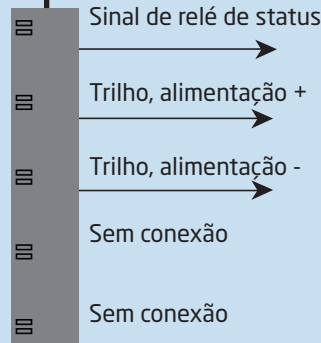 Sinal de relé de status
Trilho, alimentação +
Trilho, alimentação -
Sem conexão
Sem conexão